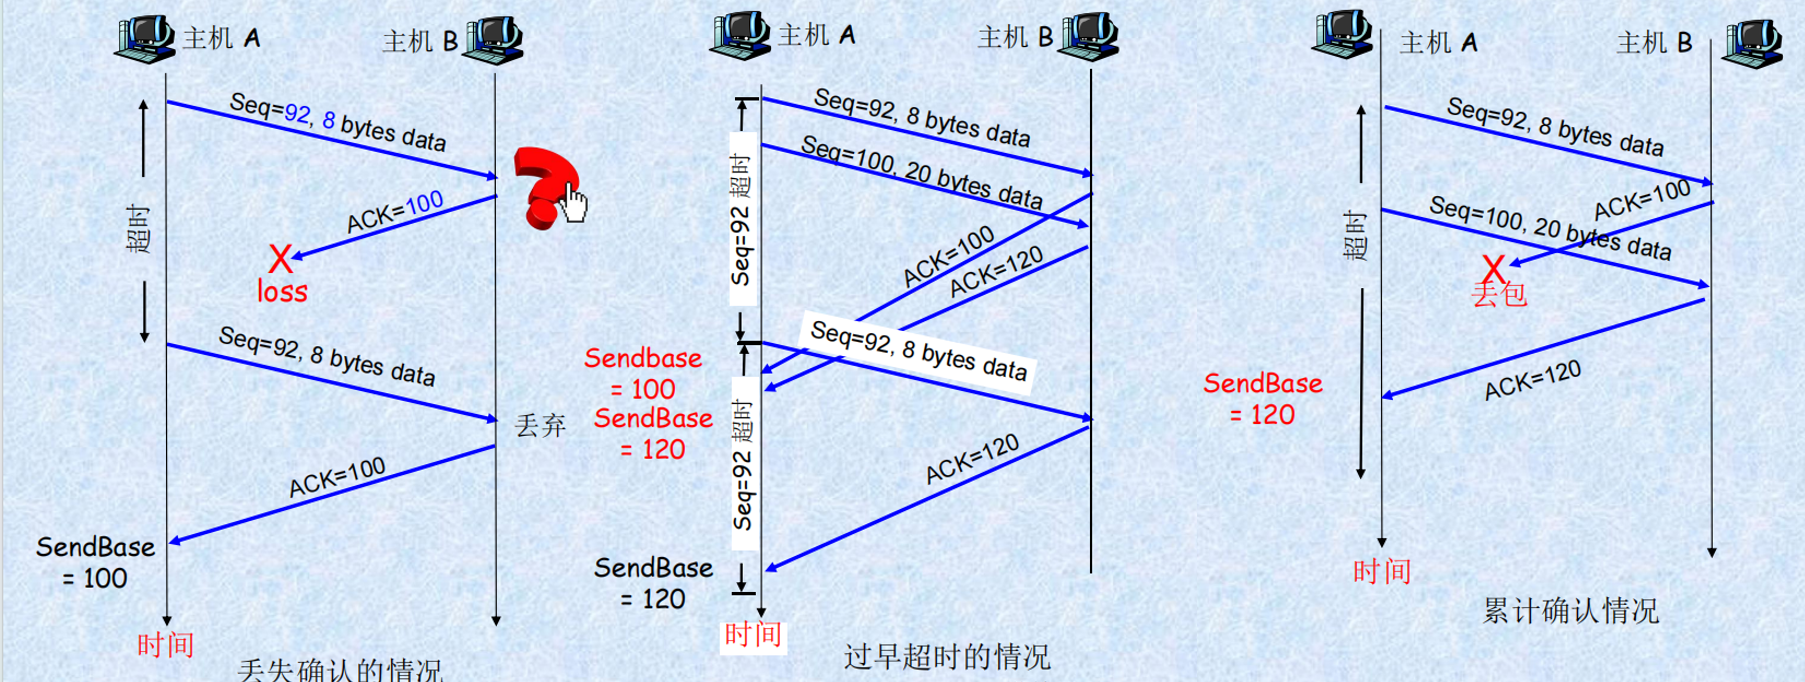 主机 A
主机 B
Seq=92, 8 bytes data
超时
ACK=100
X
loss
Seq=92, 8 bytes data
丢弃
ACK=100
SendBase
= 100
时间
丢失确认的情况
主机 A
主机 B
Seq=92, 8 bytes data
Seq=100, 20 bytes data
Seq=92 超时
ACK=100
ACK=120
Seq=92, 8 bytes data
Sendbase
= 100
SendBase
= 120
Seq=92 超时
ACK=120
SendBase
= 120
时间
过早超时的情况
主机 A
主机 B
Seq=92, 8 bytes data
ACK=100
Seq=100, 20 bytes data
超时
X
丢包
SendBase
= 120
ACK=120
时间
累计确认情况